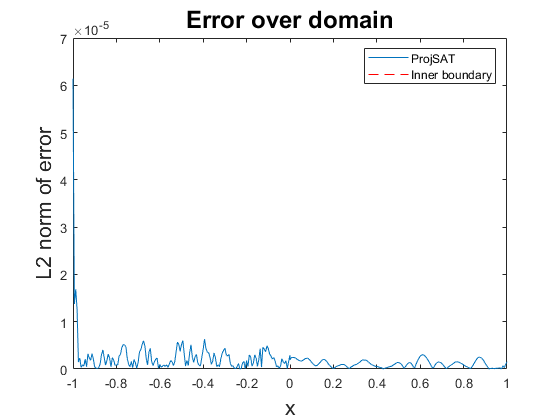 Error over domain
×10⁻⁵
7
6
5
4
3
2
1
0
L2 norm of error
ProjSAT
Inner boundary
-1 -0.8 -0.6 -0.4 -0.2 0 0.2 0.4 0.6 0.8 1
x